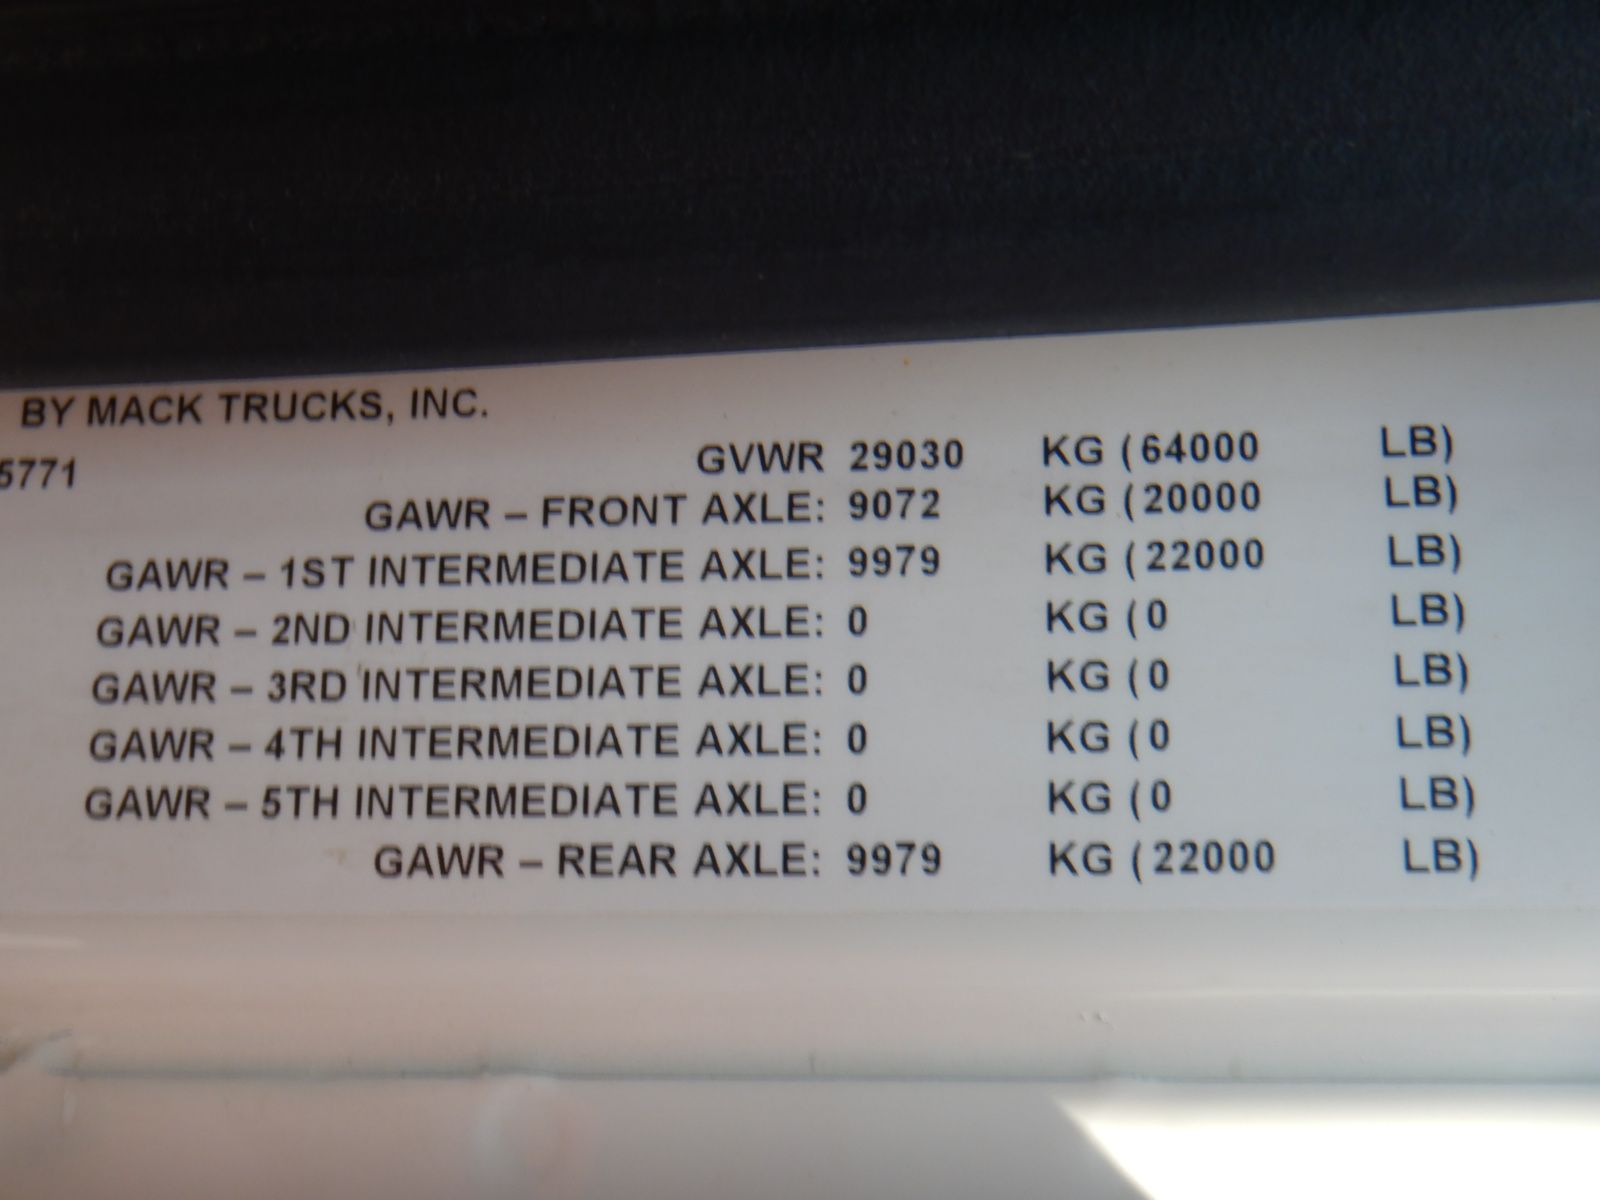 BY MACK TRUCKS, INC.
5771
GVWR 29030 KG (64000 LB)
GAWR – FRONT AXLE: 9072 KG (20000 LB)
GAWR – 1ST INTERMEDIATE AXLE: 9979 KG (22000 LB)
GAWR – 2ND INTERMEDIATE AXLE: 0 KG (0 LB)
GAWR – 3RD INTERMEDIATE AXLE: 0 KG (0 LB)
GAWR – 4TH INTERMEDIATE AXLE: 0 KG (0 LB)
GAWR – 5TH INTERMEDIATE AXLE: 0 KG (0 LB)
GAWR – REAR AXLE: 9979 KG (22000 LB)